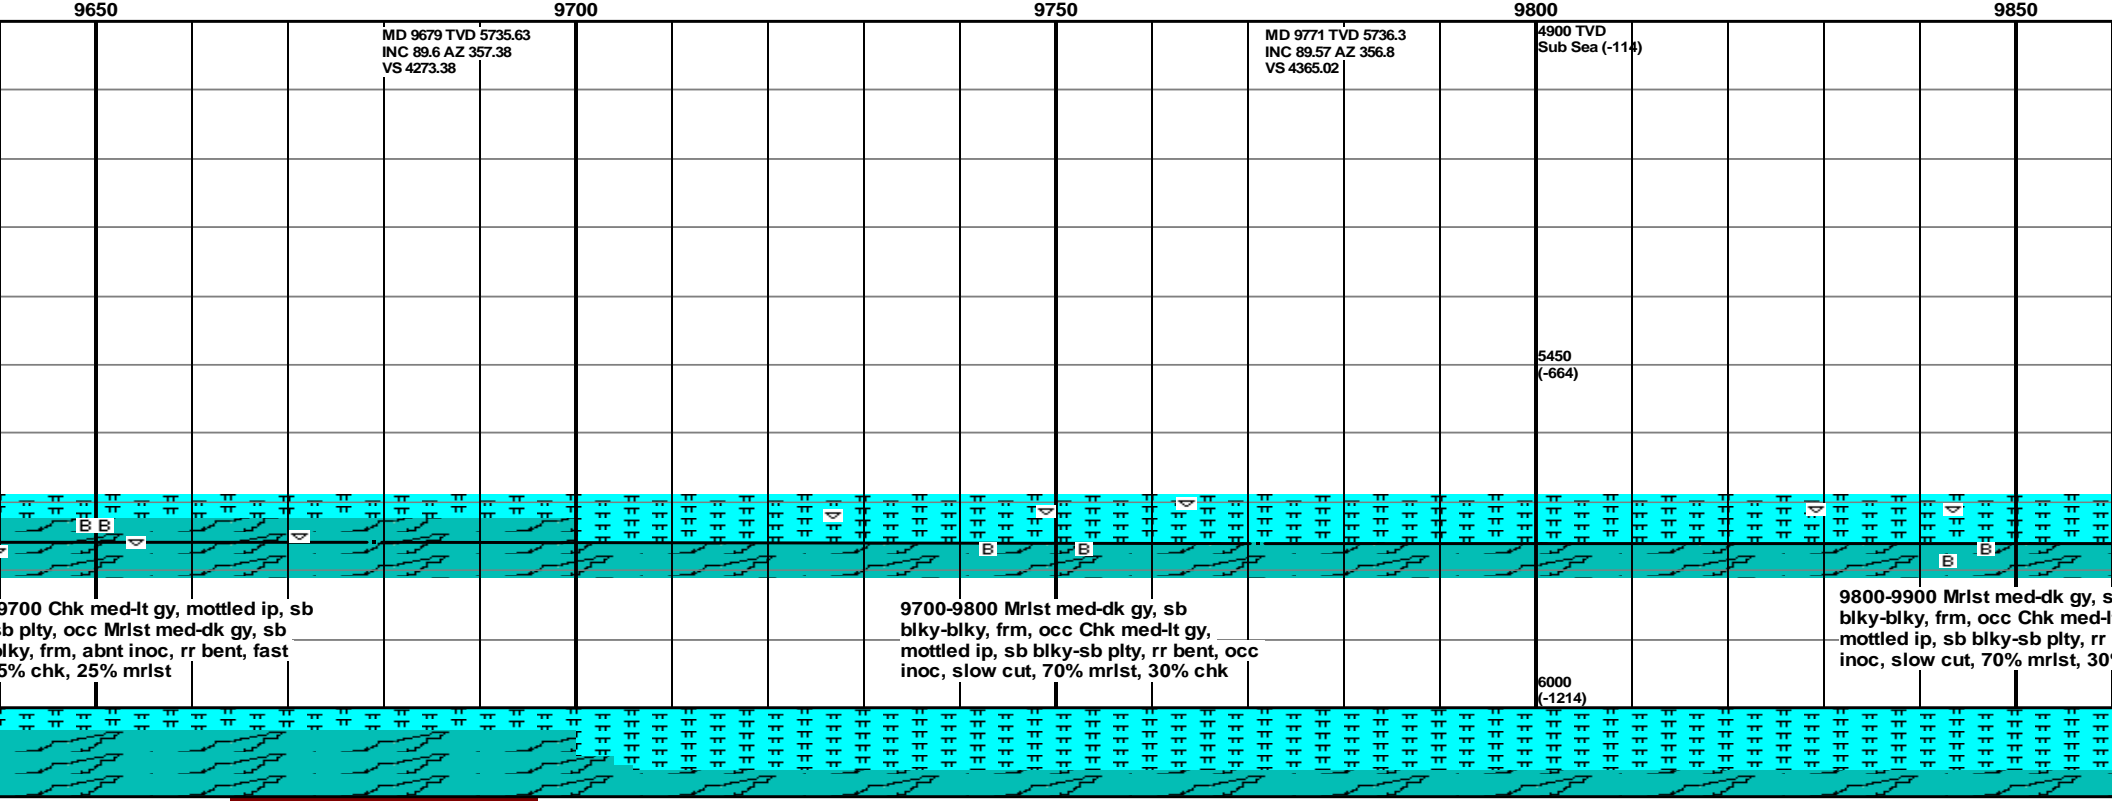 9650 9700 9750 9800 9850
MD 9679 TVD 5735.63
INC 89.6 AZ 357.38
VS 4273.38
MD 9771 TVD 5736.3
INC 89.57 AZ 356.8
VS 4365.02
4900 TVD
Sub Sea (-114)
5450
(-664)
B B
B B
B
B
9700 Chk med-lt gy, mottled ip, sb
sb plty, occ Mrlst med-dk gy, sb
lky, frm, abnt inoc, rr bent, fast
5% chk, 25% mrlst
9700-9800 Mrlst med-dk gy, sb
blky-blky, frm, occ Chk med-lt gy,
mottled ip, sb blky-sb plty, rr bent, occ
inoc, slow cut, 70% mrlst, 30% chk
9800-9900 Mrlst med-dk gy, s
blky-blky, frm, occ Chk med-l
mottled ip, sb blky-sb plty, rr
inoc, slow cut, 70% mrlst, 30
6000
(-1214)